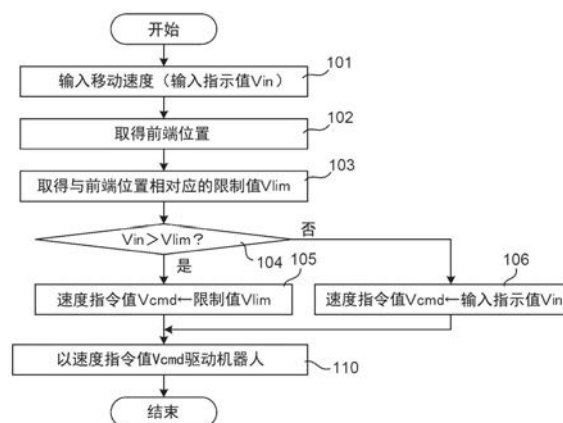 开始
输入移动速度（输入指示值Vin）
101
取得前端位置
102
取得与前端位置相对应的限制值Vlim
103
Vin＞Vlim？
104
否
是
速度指令值Vcmd←限制值Vlim
105
速度指令值Vcmd←输入指示值Vin
106
以速度指令值Vcmd驱动机器人
110
结束